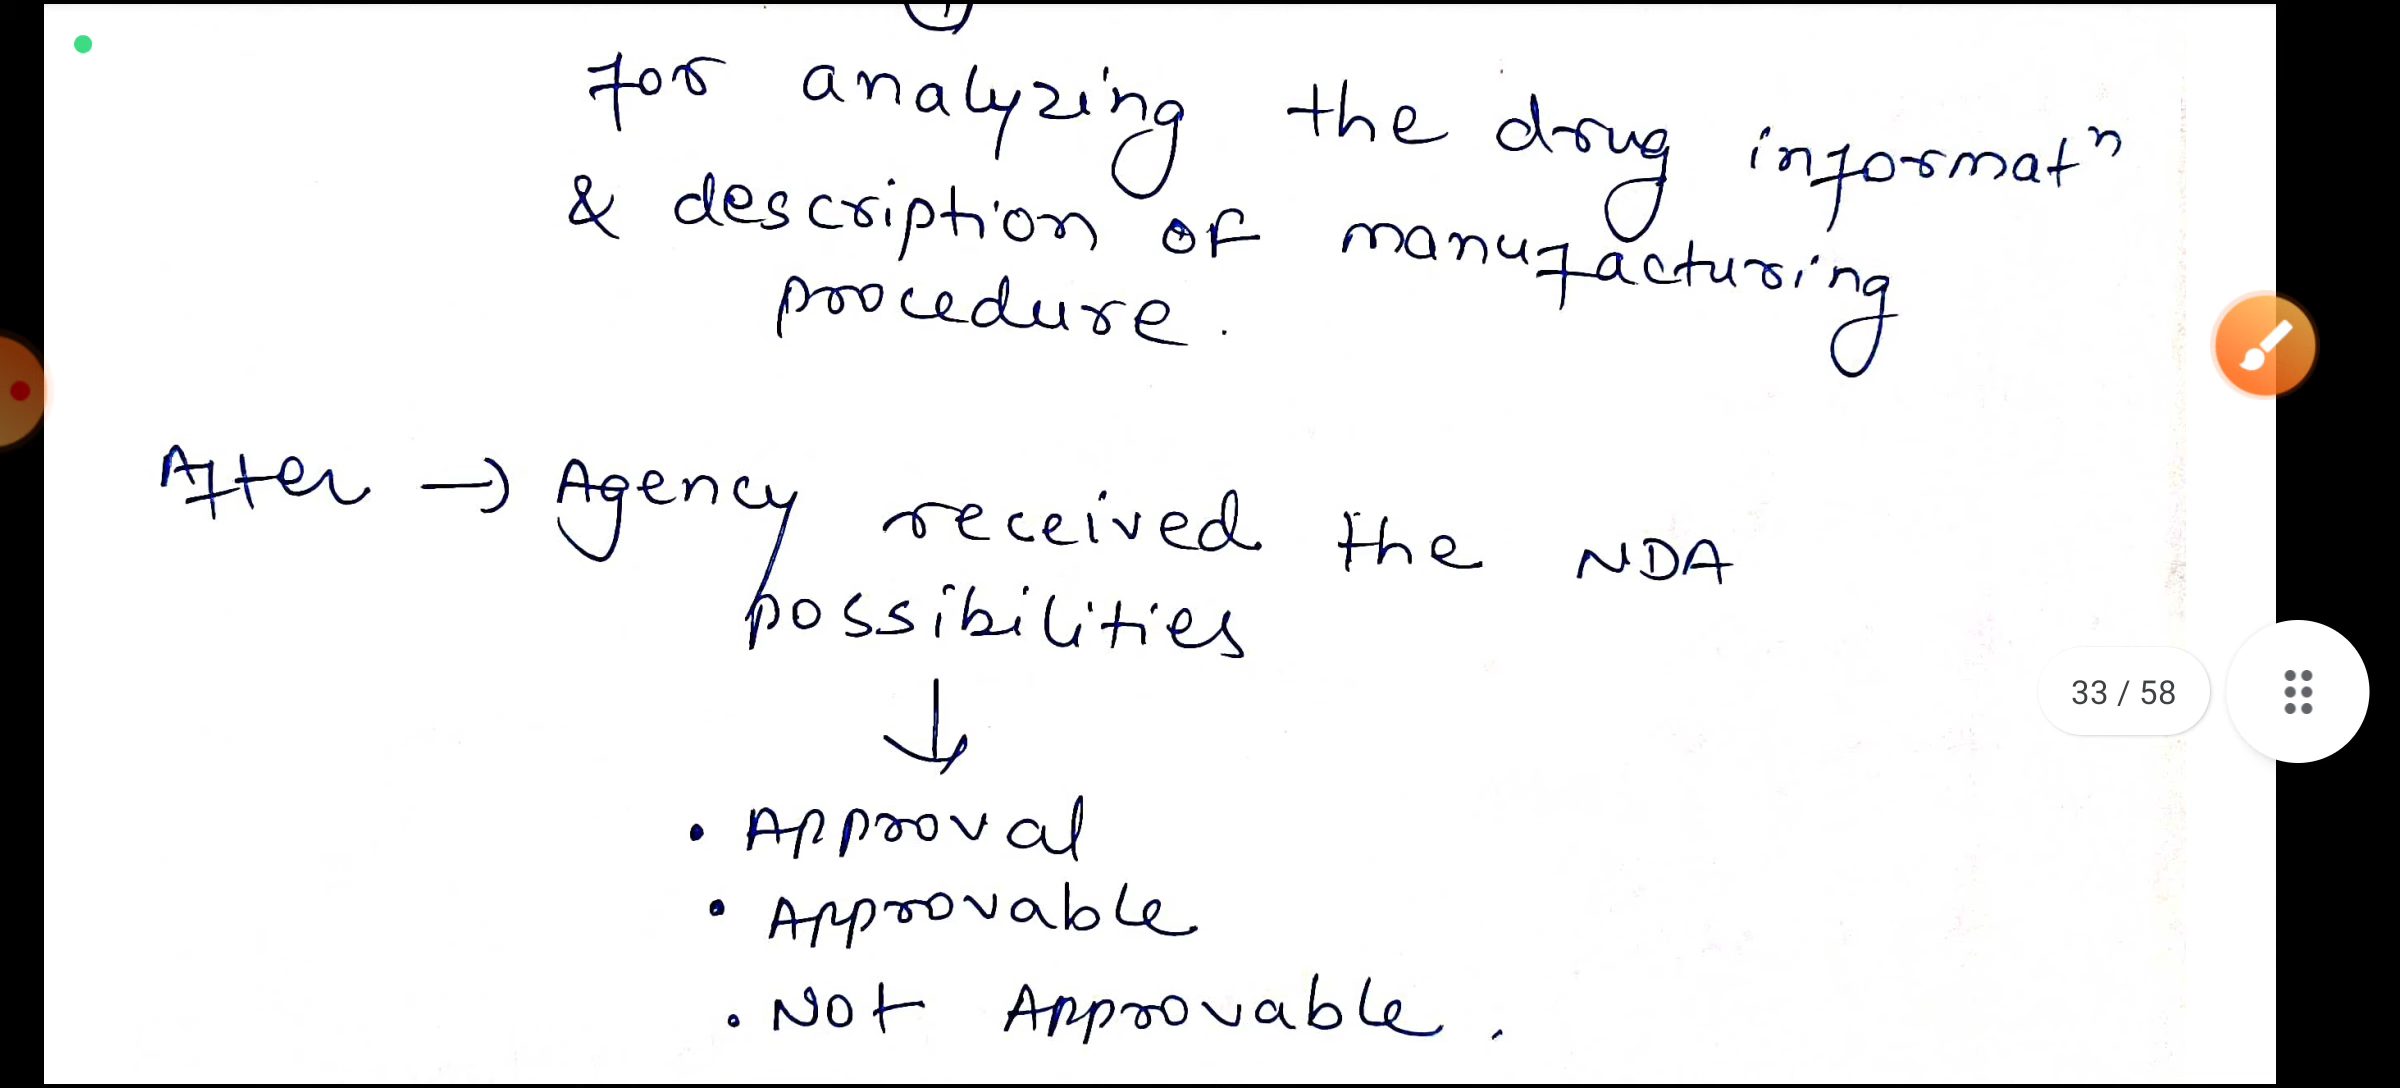 for analyzing the drug informatⁿ
& description of manufacturing
procedure.
After → Agency received the NDA
possibilities
↓
• Approval
• Approvable
• Not Approvable.
33 / 58